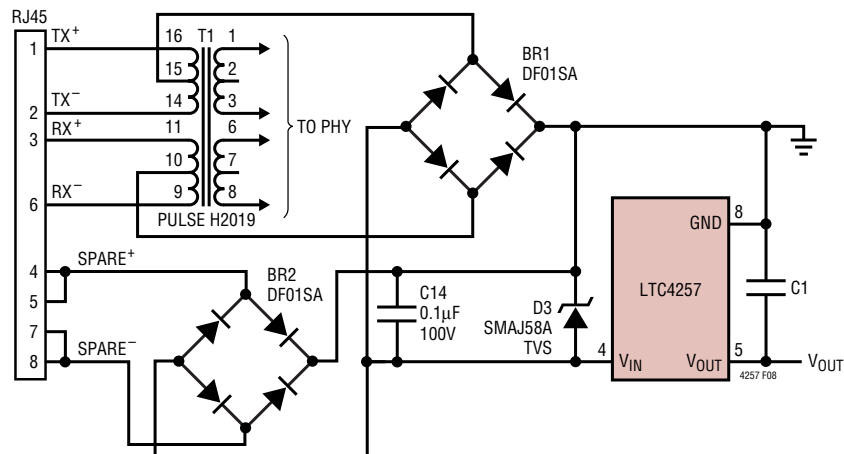 RJ45
1 TX+ 16 T1 1
15 2
2 TX− 14 3
3 RX+ 11 6
TO PHY
10 7
6 RX− 9 8
PULSE H2019
BR1
DF01SA
4 SPARE+
5
7
8 SPARE−
BR2
DF01SA
C14
0.1µF
100V
D3
SMAJ58A
TVS
GND 8
LTC4257
C1
4 VIN VOUT 5
VOUT
4257 F08